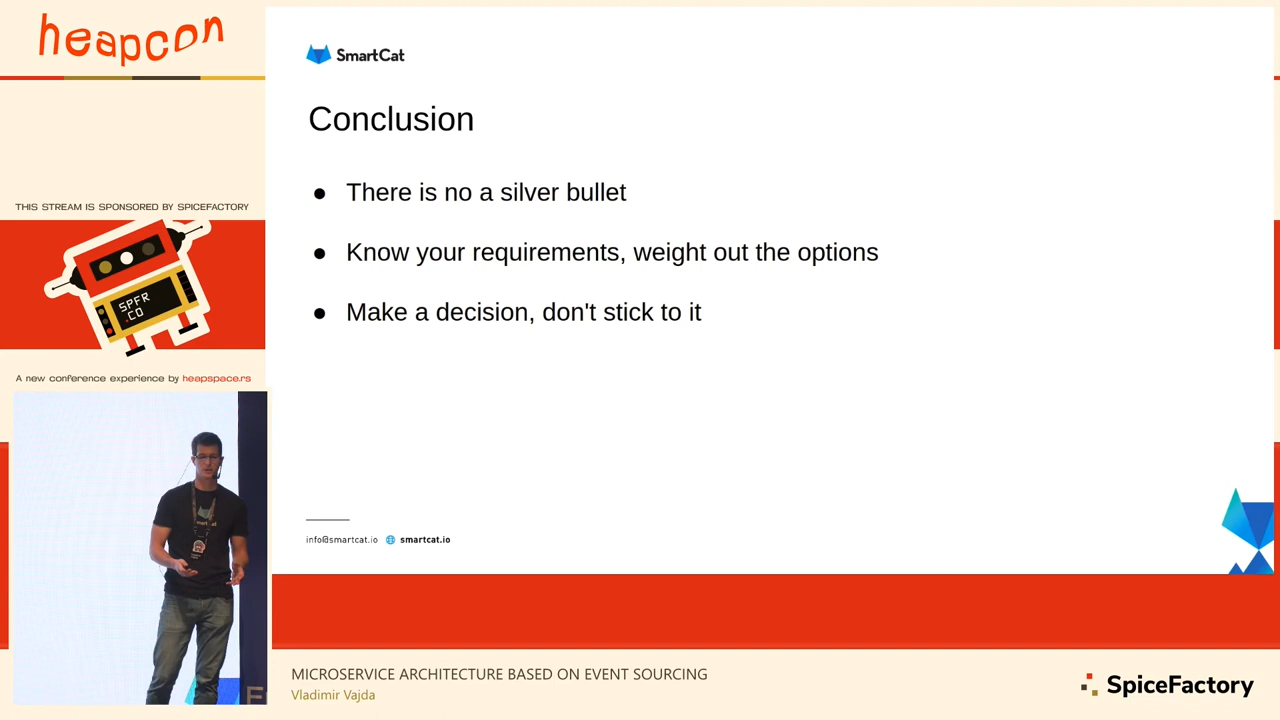 heapcon
THIS STREAM IS SPONSORED BY SPICEFACTORY
SPFR
.CO
A new conference experience by heapspace.rs
SmartCat
Conclusion
● There is no a silver bullet
● Know your requirements, weight out the options
● Make a decision, don't stick to it
info@smartcat.io smartcat.io
MICROSERVICE ARCHITECTURE BASED ON EVENT SOURCING
Vladimir Vajda
SpiceFactory